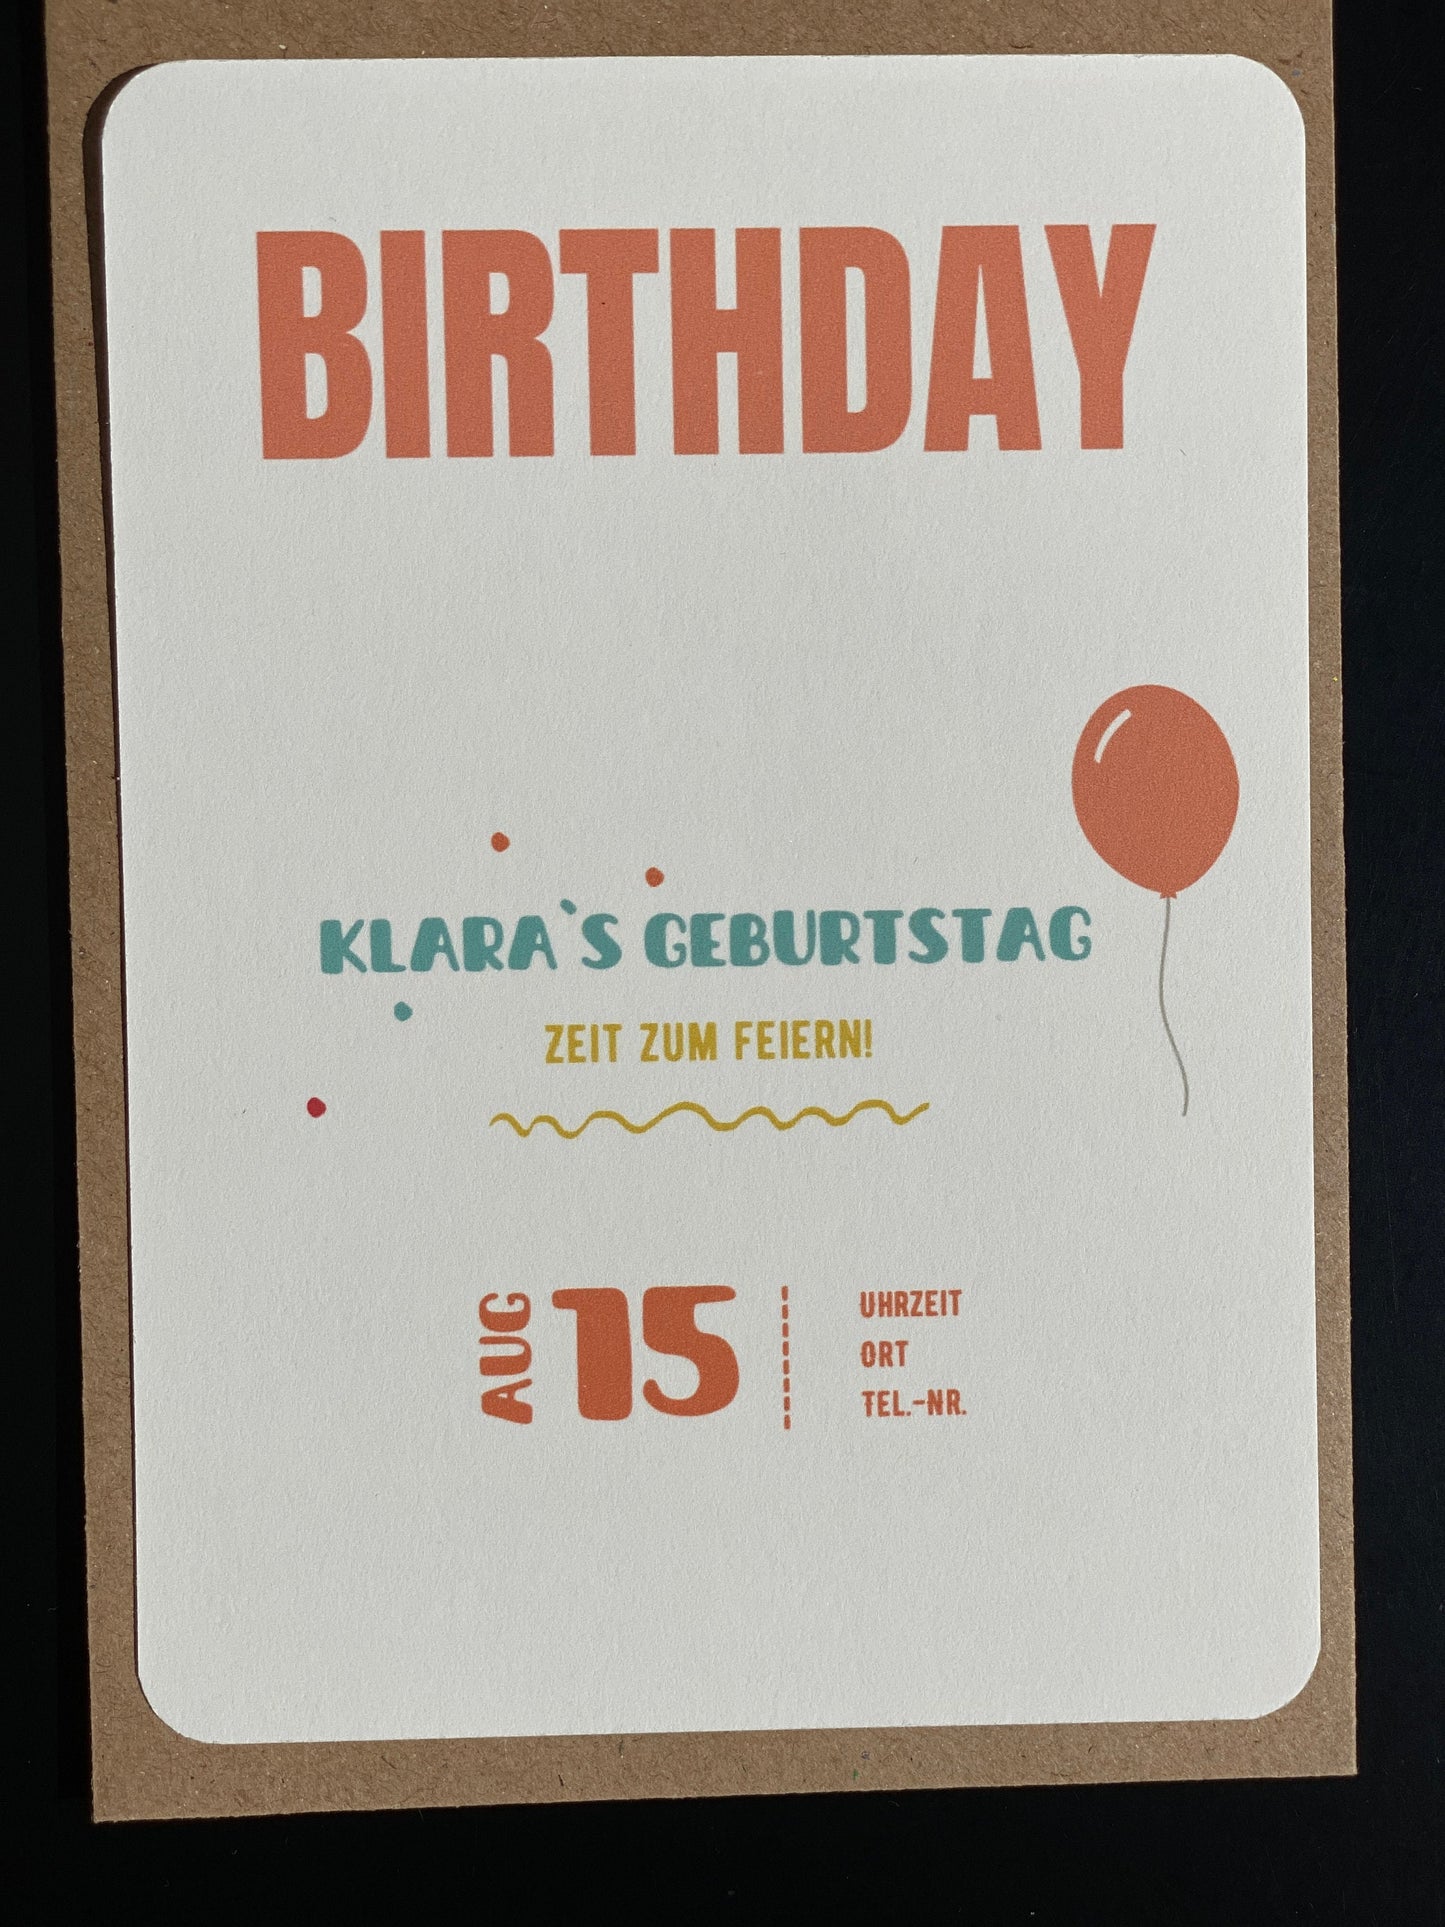 BIRTHDAY
KLARA`S GEBURTSTAG
ZEIT ZUM FEIERN!
AUG 15
UHRZEIT
ORT
TEL.-NR.